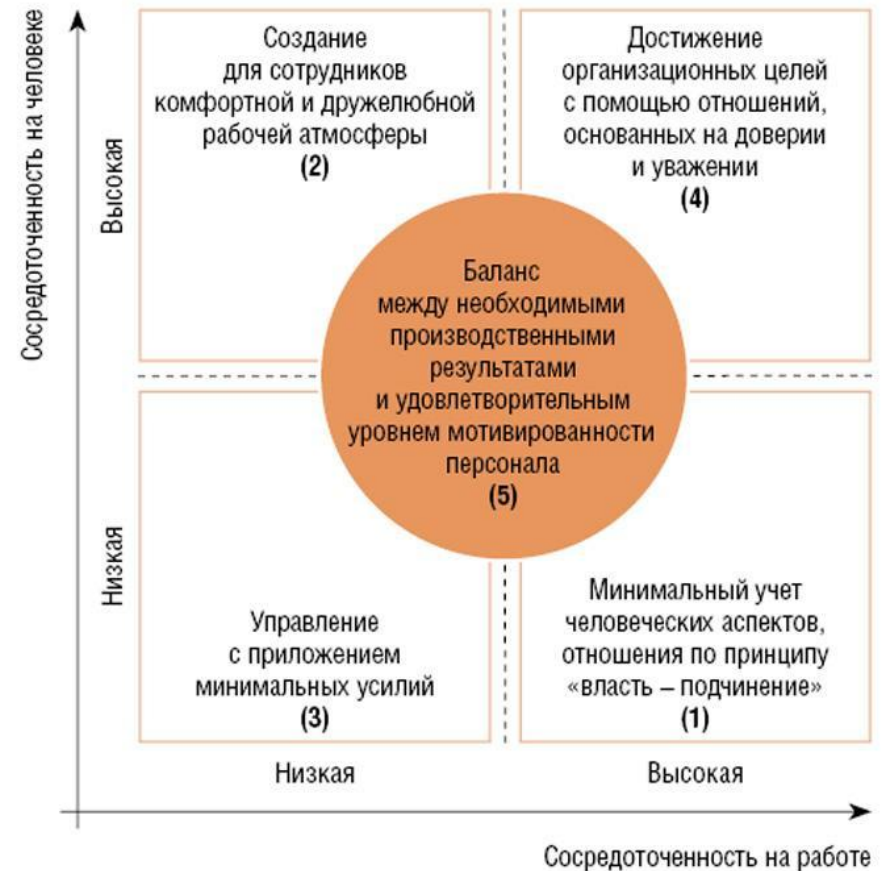 Сосредоточенность на человеке
Высокая
Низкая
Создание
для сотрудников
комфортной и дружелюбной
рабочей атмосферы
(2)
Достижение
организационных целей
с помощью отношений,
основанных на доверии
и уважении
(4)
Баланс
между необходимыми
производственными
результатами
и удовлетворительным
уровнем мотивированности
персонала
(5)
Управление
с приложением
минимальных усилий
(3)
Минимальный учет
человеческих аспектов,
отношения по принципу
«власть – подчинение»
(1)
Низкая
Высокая
Сосредоточенность на работе